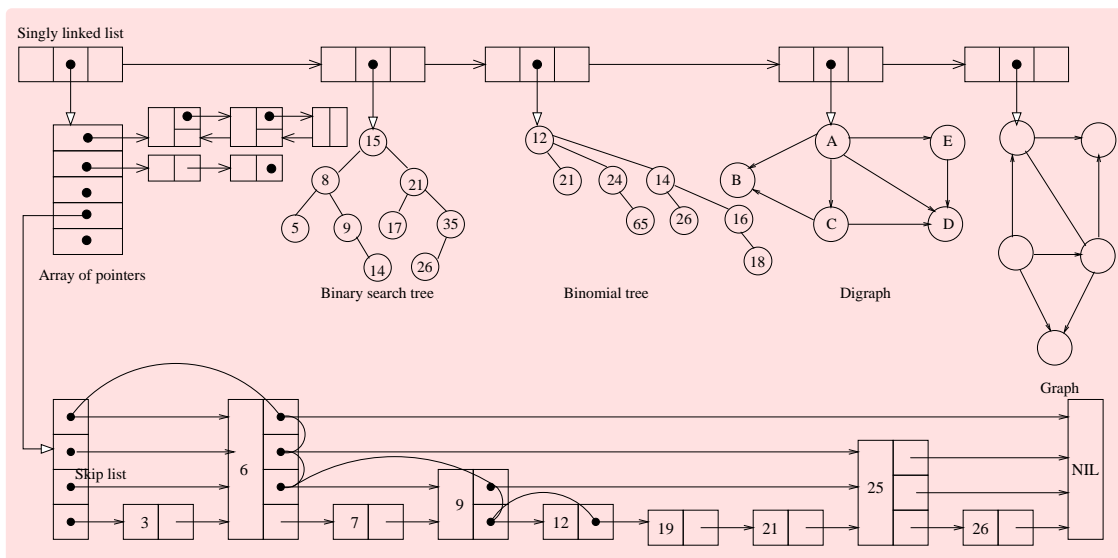 Singly linked list
15
12
A
E
8
21
21
24
14
B
5
9
17
35
65
26
16
C
D
14
26
18
Array of pointers
Binary search tree
Binomial tree
Digraph
Graph
Skip list
6
9
25
NIL
3
7
12
19
21
26